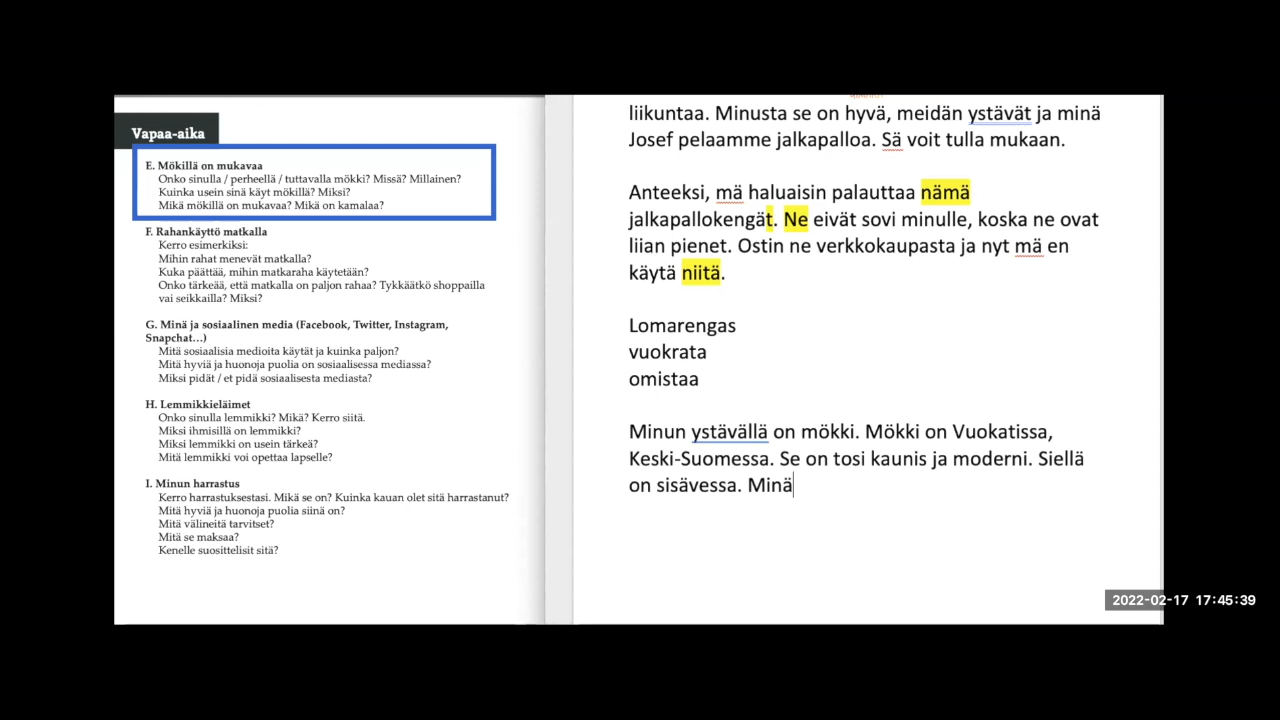 Vapaa-aika
E. Mökillä on mukavaa
Onko sinulla / perheellä / tuttavalla mökki? Missä? Millainen?
Kuinka usein sinä käyt mökillä? Miksi?
Mikä mökillä on mukavaa? Mikä on kamalaa?
F. Rahankäyttö matkalla
Kerro esimerkiksi:
Mihin rahat menevät matkalla?
Kuka päättää, mihin matkaraha käytetään?
Onko tärkeää, että matkalla on paljon rahaa? Tykkäätkö shoppailla
vai seikkailla? Miksi?
G. Minä ja sosiaalinen media (Facebook, Twitter, Instagram,
Snapchat…)
Mitä sosiaalisia medioita käytät ja kuinka paljon?
Mitä hyviä ja huonoja puolia on sosiaalisessa mediassa?
Miksi pidät / et pidä sosiaalisesta mediasta?
H. Lemmikkieläimet
Onko sinulla lemmikki? Mikä? Kerro siitä.
Miksi ihmisillä on lemmikki?
Miksi lemmikki on usein tärkeä?
Mitä lemmikki voi opettaa lapselle?
I. Minun harrastus
Kerro harrastuksestasi. Mikä se on? Kuinka kauan olet sitä harrastanut?
Mitä hyviä ja huonoja puolia siinä on?
Mitä välineitä tarvitset?
Mitä se maksaa?
Kenelle suosittelisit sitä?
liikuntaa. Minusta se on hyvä, meidän ystävät ja minä
Josef pelaamme jalkapalloa. Sä voit tulla mukaan.
Anteeksi, mä haluaisin palauttaa nämä
jalkapallokengät. Ne eivät sovi minulle, koska ne ovat
liian pienet. Ostin ne verkkokaupasta ja nyt mä en
käytä niitä.
Lomarengas
vuokrata
omistaa
Minun ystävällä on mökki. Mökki on Vuokatissa,
Keski-Suomessa. Se on tosi kaunis ja moderni. Siellä
on sisävessa. Minä
2022-02-17 17:45:39